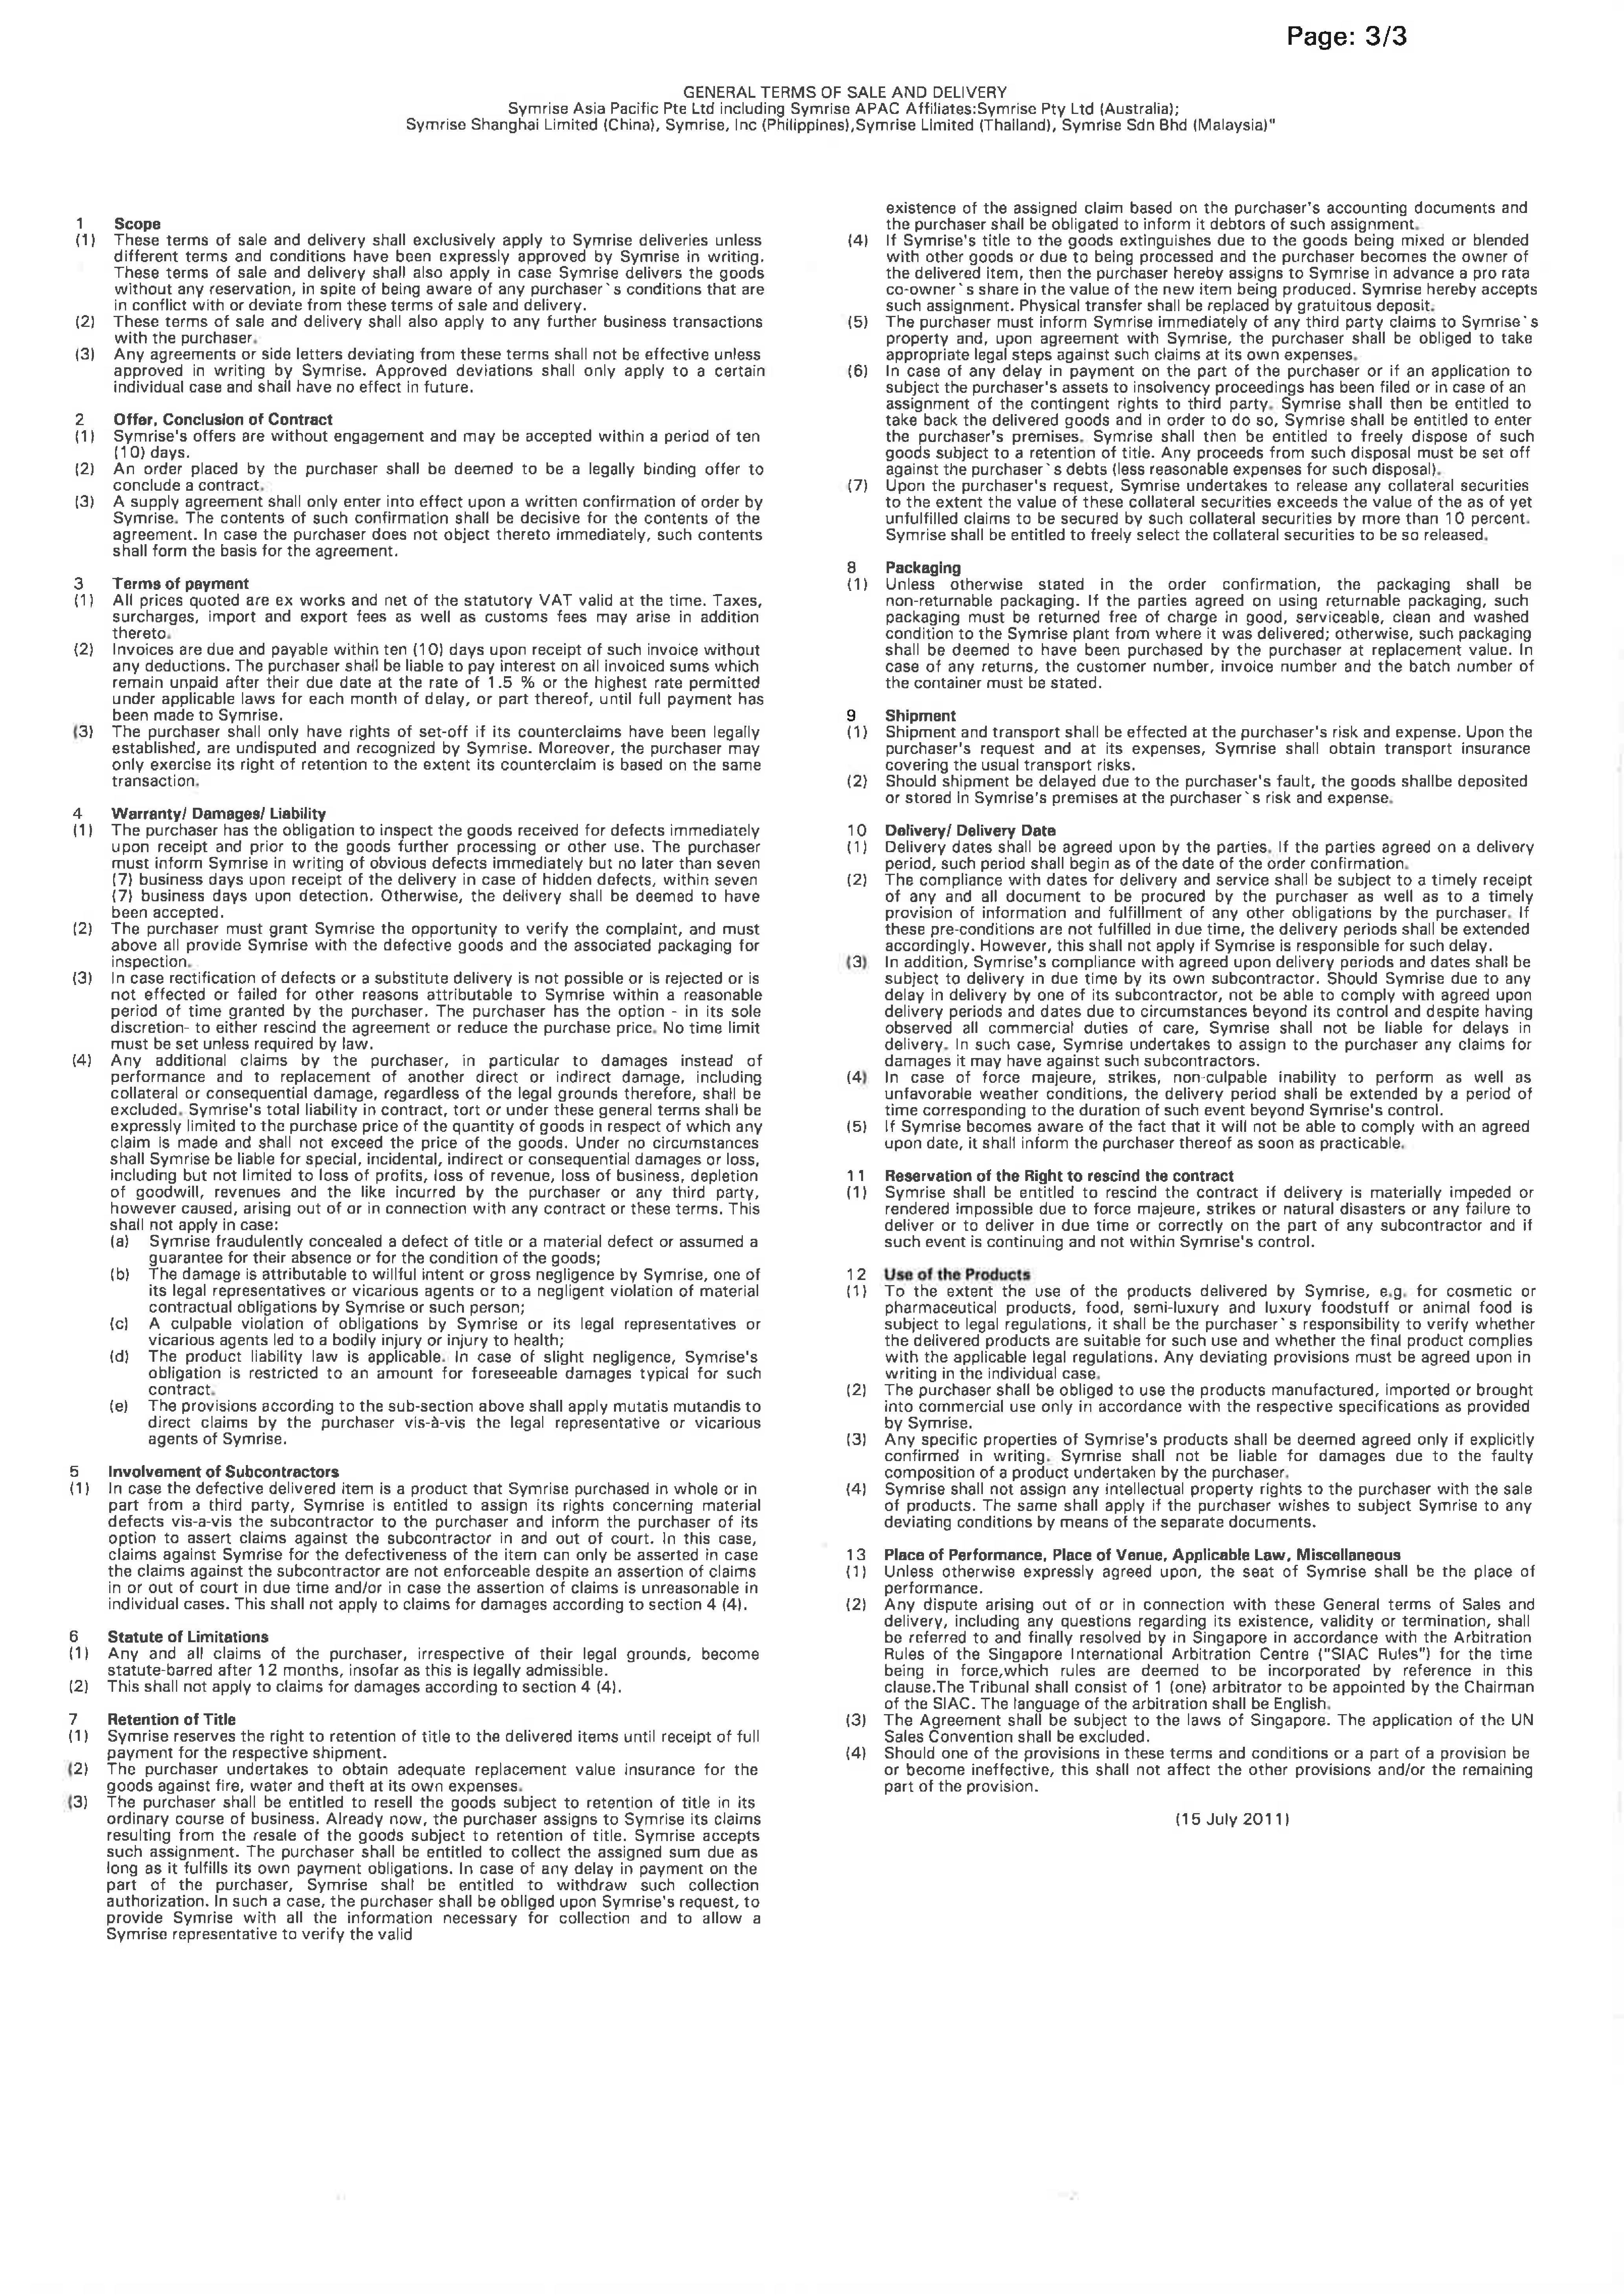 Page: 3/3
GENERAL TERMS OF SALE AND DELIVERY
Symrise Asia Pacific Pte Ltd including Symrise APAC Affiliates:Symrise Pty Ltd (Australia);
Symrise Shanghai Limited (China), Symrise, Inc (Philippines),Symrise Limited (Thailand), Symrise Sdn Bhd (Malaysia)"
1 Scope
(1) These terms of sale and delivery shall exclusively apply to Symrise deliveries unless
different terms and conditions have been expressly approved by Symrise in writing.
These terms of sale and delivery shall also apply in case Symrise delivers the goods
without any reservation, in spite of being aware of any purchaser`s conditions that are
in conflict with or deviate from these terms of sale and delivery.
(2) These terms of sale and delivery shall also apply to any further business transactions
with the purchaser.
(3) Any agreements or side letters deviating from these terms shall not be effective unless
approved in writing by Symrise. Approved deviations shall only apply to a certain
individual case and shall have no effect in future.
2 Offer, Conclusion of Contract
(1) Symrise's offers are without engagement and may be accepted within a period of ten
(10) days.
(2) An order placed by the purchaser shall be deemed to be a legally binding offer to
conclude a contract.
(3) A supply agreement shall only enter into effect upon a written confirmation of order by
Symrise. The contents of such confirmation shall be decisive for the contents of the
agreement. In case the purchaser does not object thereto immediately, such contents
shall form the basis for the agreement.
3 Terms of payment
(1) All prices quoted are ex works and net of the statutory VAT valid at the time. Taxes,
surcharges, import and export fees as well as customs fees may arise in addition
thereto.
(2) Invoices are due and payable within ten (10) days upon receipt of such invoice without
any deductions. The purchaser shall be liable to pay interest on all invoiced sums which
remain unpaid after their due date at the rate of 1.5 % or the highest rate permitted
under applicable laws for each month of delay, or part thereof, until full payment has
been made to Symrise.
(3) The purchaser shall only have rights of set-off if its counterclaims have been legally
established, are undisputed and recognized by Symrise. Moreover, the purchaser may
only exercise its right of retention to the extent its counterclaim is based on the same
transaction.
4 Warranty/ Damages/ Liability
(1) The purchaser has the obligation to inspect the goods received for defects immediately
upon receipt and prior to the goods further processing or other use. The purchaser
must inform Symrise in writing of obvious defects immediately but no later than seven
(7) business days upon receipt of the delivery in case of hidden defects, within seven
(7) business days upon detection. Otherwise, the delivery shall be deemed to have
been accepted.
(2) The purchaser must grant Symrise the opportunity to verify the complaint, and must
above all provide Symrise with the defective goods and the associated packaging for
inspection.
(3) In case rectification of defects or a substitute delivery is not possible or is rejected or is
not effected or failed for other reasons attributable to Symrise within a reasonable
period of time granted by the purchaser. The purchaser has the option - in its sole
discretion- to either rescind the agreement or reduce the purchase price. No time limit
must be set unless required by law.
(4) Any additional claims by the purchaser, in particular to damages instead of
performance and to replacement of another direct or indirect damage, including
collateral or consequential damage, regardless of the legal grounds therefore, shall be
excluded. Symrise's total liability in contract, tort or under these general terms shall be
expressly limited to the purchase price of the quantity of goods in respect of which any
claim is made and shall not exceed the price of the goods. Under no circumstances
shall Symrise be liable for special, incidental, indirect or consequential damages or loss,
including but not limited to loss of profits, loss of revenue, loss of business, depletion
of goodwill, revenues and the like incurred by the purchaser or any third party,
however caused, arising out of or in connection with any contract or these terms. This
shall not apply in case:
(a) Symrise fraudulently concealed a defect of title or a material defect or assumed a
guarantee for their absence or for the condition of the goods;
(b) The damage is attributable to willful intent or gross negligence by Symrise, one of
its legal representatives or vicarious agents or to a negligent violation of material
contractual obligations by Symrise or such person;
(c) A culpable violation of obligations by Symrise or its legal representatives or
vicarious agents led to a bodily injury or injury to health;
(d) The product liability law is applicable. In case of slight negligence, Symrise's
obligation is restricted to an amount for foreseeable damages typical for such
contract.
(e) The provisions according to the sub-section above shall apply mutatis mutandis to
direct claims by the purchaser vis-à-vis the legal representative or vicarious
agents of Symrise.
5 Involvement of Subcontractors
(1) In case the defective delivered item is a product that Symrise purchased in whole or in
part from a third party, Symrise is entitled to assign its rights concerning material
defects vis-a-vis the subcontractor to the purchaser and inform the purchaser of its
option to assert claims against the subcontractor in and out of court. In this case,
claims against Symrise for the defectiveness of the item can only be asserted in case
the claims against the subcontractor are not enforceable despite an assertion of claims
in or out of court in due time and/or in case the assertion of claims is unreasonable in
individual cases. This shall not apply to claims for damages according to section 4 (4).
6 Statute of Limitations
(1) Any and all claims of the purchaser, irrespective of their legal grounds, become
statute-barred after 12 months, insofar as this is legally admissible.
(2) This shall not apply to claims for damages according to section 4 (4).
7 Retention of Title
(1) Symrise reserves the right to retention of title to the delivered items until receipt of full
payment for the respective shipment.
(2) The purchaser undertakes to obtain adequate replacement value insurance for the
goods against fire, water and theft at its own expenses.
(3) The purchaser shall be entitled to resell the goods subject to retention of title in its
ordinary course of business. Already now, the purchaser assigns to Symrise its claims
resulting from the resale of the goods subject to retention of title. Symrise accepts
such assignment. The purchaser shall be entitled to collect the assigned sum due as
long as it fulfills its own payment obligations. In case of any delay in payment on the
part of the purchaser, Symrise shall be entitled to withdraw such collection
authorization. In such a case, the purchaser shall be obliged upon Symrise's request, to
provide Symrise with all the information necessary for collection and to allow a
Symrise representative to verify the valid
existence of the assigned claim based on the purchaser's accounting documents and
the purchaser shall be obligated to inform it debtors of such assignment.
(4) If Symrise's title to the goods extinguishes due to the goods being mixed or blended
with other goods or due to being processed and the purchaser becomes the owner of
the delivered item, then the purchaser hereby assigns to Symrise in advance a pro rata
co-owner`s share in the value of the new item being produced. Symrise hereby accepts
such assignment. Physical transfer shall be replaced by gratuitous deposit.
(5) The purchaser must inform Symrise immediately of any third party claims to Symrise`s
property and, upon agreement with Symrise, the purchaser shall be obliged to take
appropriate legal steps against such claims at its own expenses.
(6) In case of any delay in payment on the part of the purchaser or if an application to
subject the purchaser's assets to insolvency proceedings has been filed or in case of an
assignment of the contingent rights to third party. Symrise shall then be entitled to
take back the delivered goods and in order to do so, Symrise shall be entitled to enter
the purchaser's premises. Symrise shall then be entitled to freely dispose of such
goods subject to a retention of title. Any proceeds from such disposal must be set off
against the purchaser`s debts (less reasonable expenses for such disposal).
(7) Upon the purchaser's request, Symrise undertakes to release any collateral securities
to the extent the value of these collateral securities exceeds the value of the as of yet
unfulfilled claims to be secured by such collateral securities by more than 10 percent.
Symrise shall be entitled to freely select the collateral securities to be so released.
8 Packaging
(1) Unless otherwise stated in the order confirmation, the packaging shall be
non-returnable packaging. If the parties agreed on using returnable packaging, such
packaging must be returned free of charge in good, serviceable, clean and washed
condition to the Symrise plant from where it was delivered; otherwise, such packaging
shall be deemed to have been purchased by the purchaser at replacement value. In
case of any returns, the customer number, invoice number and the batch number of
the container must be stated.
9 Shipment
(1) Shipment and transport shall be effected at the purchaser's risk and expense. Upon the
purchaser's request and at its expenses, Symrise shall obtain transport insurance
covering the usual transport risks.
(2) Should shipment be delayed due to the purchaser's fault, the goods shallbe deposited
or stored In Symrise's premises at the purchaser`s risk and expense.
10 Delivery/ Delivery Date
(1) Delivery dates shall be agreed upon by the parties. If the parties agreed on a delivery
period, such period shall begin as of the date of the order confirmation.
(2) The compliance with dates for delivery and service shall be subject to a timely receipt
of any and all document to be procured by the purchaser as well as to a timely
provision of information and fulfillment of any other obligations by the purchaser. If
these pre-conditions are not fulfilled in due time, the delivery periods shall be extended
accordingly. However, this shall not apply if Symrise is responsible for such delay.
(3) In addition, Symrise's compliance with agreed upon delivery periods and dates shall be
subject to delivery in due time by its own subcontractor. Should Symrise due to any
delay in delivery by one of its subcontractor, not be able to comply with agreed upon
delivery periods and dates due to circumstances beyond its control and despite having
observed all commercial duties of care, Symrise shall not be liable for delays in
delivery. In such case, Symrise undertakes to assign to the purchaser any claims for
damages it may have against such subcontractors.
(4) In case of force majeure, strikes, non-culpable inability to perform as well as
unfavorable weather conditions, the delivery period shall be extended by a period of
time corresponding to the duration of such event beyond Symrise's control.
(5) If Symrise becomes aware of the fact that it will not be able to comply with an agreed
upon date, it shall inform the purchaser thereof as soon as practicable.
11 Reservation of the Right to rescind the contract
(1) Symrise shall be entitled to rescind the contract if delivery is materially impeded or
rendered impossible due to force majeure, strikes or natural disasters or any failure to
deliver or to deliver in due time or correctly on the part of any subcontractor and if
such event is continuing and not within Symrise's control.
12 Use of the Products
(1) To the extent the use of the products delivered by Symrise, e.g. for cosmetic or
pharmaceutical products, food, semi-luxury and luxury foodstuff or animal food is
subject to legal regulations, it shall be the purchaser`s responsibility to verify whether
the delivered products are suitable for such use and whether the final product complies
with the applicable legal regulations. Any deviating provisions must be agreed upon in
writing in the individual case.
(2) The purchaser shall be obliged to use the products manufactured, imported or brought
into commercial use only in accordance with the respective specifications as provided
by Symrise.
(3) Any specific properties of Symrise's products shall be deemed agreed only if explicitly
confirmed in writing. Symrise shall not be liable for damages due to the faulty
composition of a product undertaken by the purchaser.
(4) Symrise shall not assign any intellectual property rights to the purchaser with the sale
of products. The same shall apply if the purchaser wishes to subject Symrise to any
deviating conditions by means of the separate documents.
13 Place of Performance, Place of Venue, Applicable Law, Miscellaneous
(1) Unless otherwise expressly agreed upon, the seat of Symrise shall be the place of
performance.
(2) Any dispute arising out of or in connection with these General terms of Sales and
delivery, including any questions regarding its existence, validity or termination, shall
be referred to and finally resolved by in Singapore in accordance with the Arbitration
Rules of the Singapore International Arbitration Centre ("SIAC Rules") for the time
being in force,which rules are deemed to be incorporated by reference in this
clause.The Tribunal shall consist of 1 (one) arbitrator to be appointed by the Chairman
of the SIAC. The language of the arbitration shall be English.
(3) The Agreement shall be subject to the laws of Singapore. The application of the UN
Sales Convention shall be excluded.
(4) Should one of the provisions in these terms and conditions or a part of a provision be
or become ineffective, this shall not affect the other provisions and/or the remaining
part of the provision.
(15 July 2011)